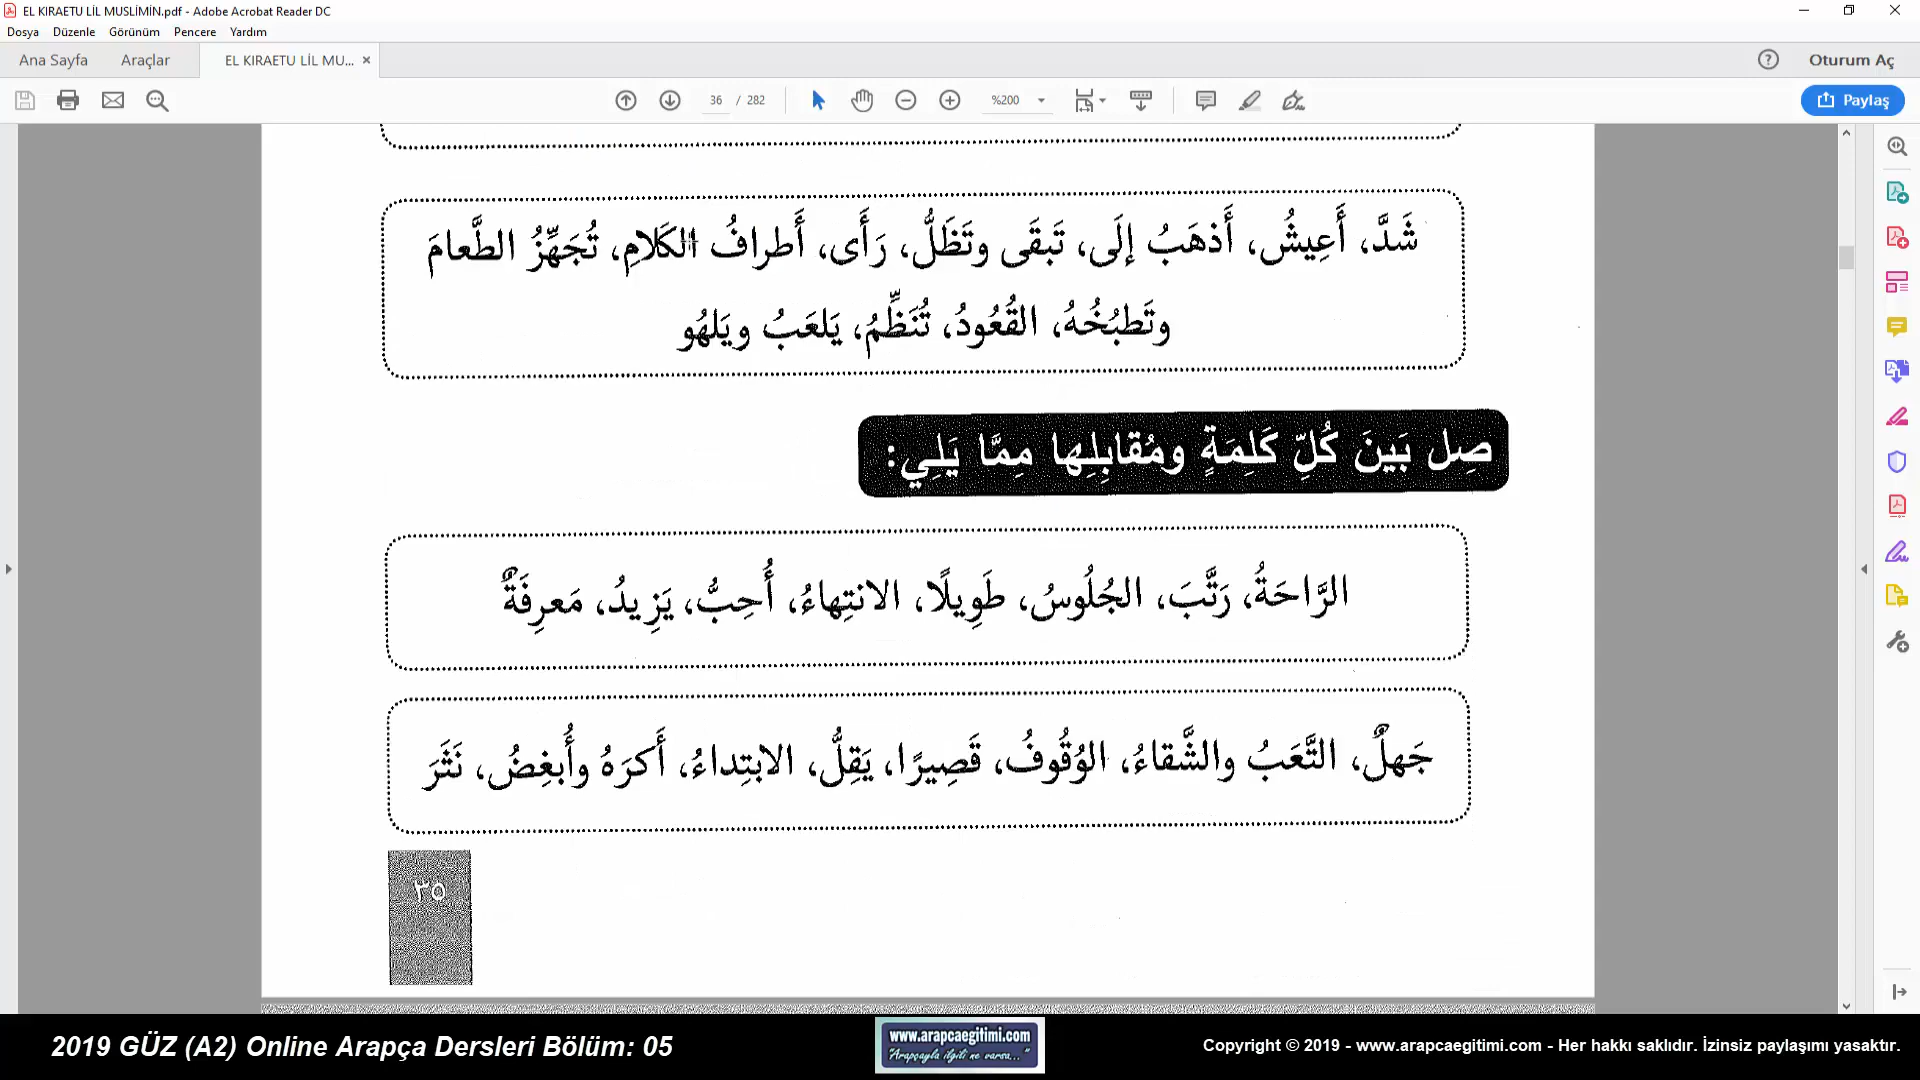 EL KIRAETU LİL MUSLİMİN.pdf - Adobe Acrobat Reader DC
Dosya Düzenle Görünüm Pencere Yardım
Ana Sayfa Araçlar EL KIRAETU LİL MU... × Oturum Aç
36 / 282 %200 Paylaş
شَدَّ، أَعِيشُ، أَذهَبُ إلَى، تَبقَى وتَظَلُّ، رَأَى، أَطرافُ الكَلامِ، تُجَهِّزُ الطَّعامَ
وتَطبُخُهُ، القُعُودُ، تُنَظِّمُ، يَلعَبُ ويَلهُو
صِل بَينَ كُلِّ كَلِمَةٍ ومُقابِلِها مِمَّا يَلِي:
الرَّاحَةُ، رَتَّبَ، الجُلُوسُ، طَوِيلًا، الانتِهاءُ، أُحِبُّ، يَزِيدُ، مَعرِفَةٌ
جَهلٌ، التَّعَبُ والشَّقاءُ، الوُقُوفُ، قَصِيرًا، يَقِلُّ، الابتِداءُ، أَكرَهُ وأُبغِضُ، نَثَرَ
٣٥
2019 GÜZ (A2) Online Arapça Dersleri Bölüm: 05
www.arapcaegitimi.com
"Arapçayla ilgili ne varsa..."
Copyright © 2019 - www.arapcaegitimi.com - Her hakkı saklıdır. İzinsiz paylaşımı yasaktır.